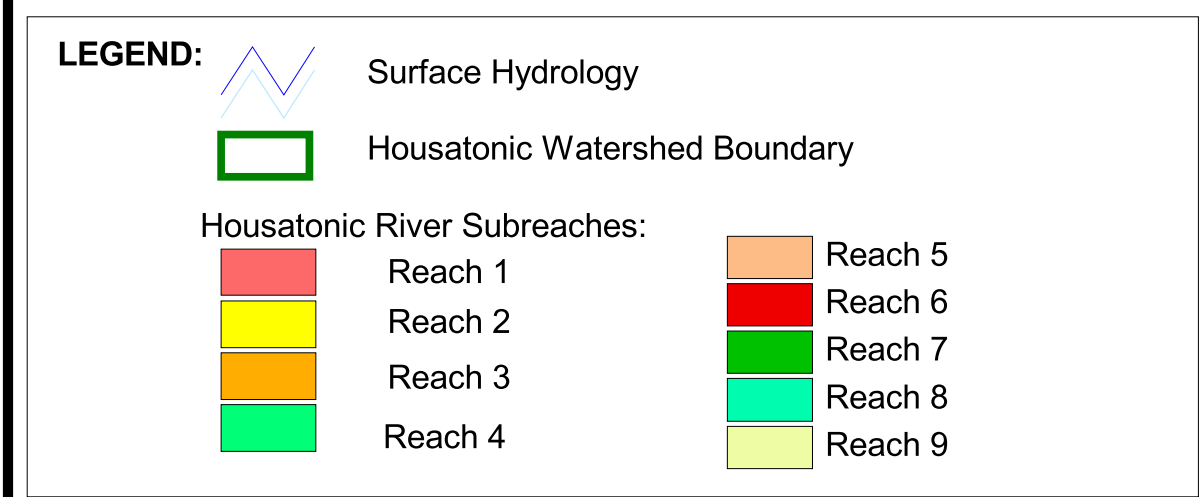 LEGEND:
Surface Hydrology
Housatonic Watershed Boundary
Housatonic River Subreaches:
Reach 1
Reach 2
Reach 3
Reach 4
Reach 5
Reach 6
Reach 7
Reach 8
Reach 9